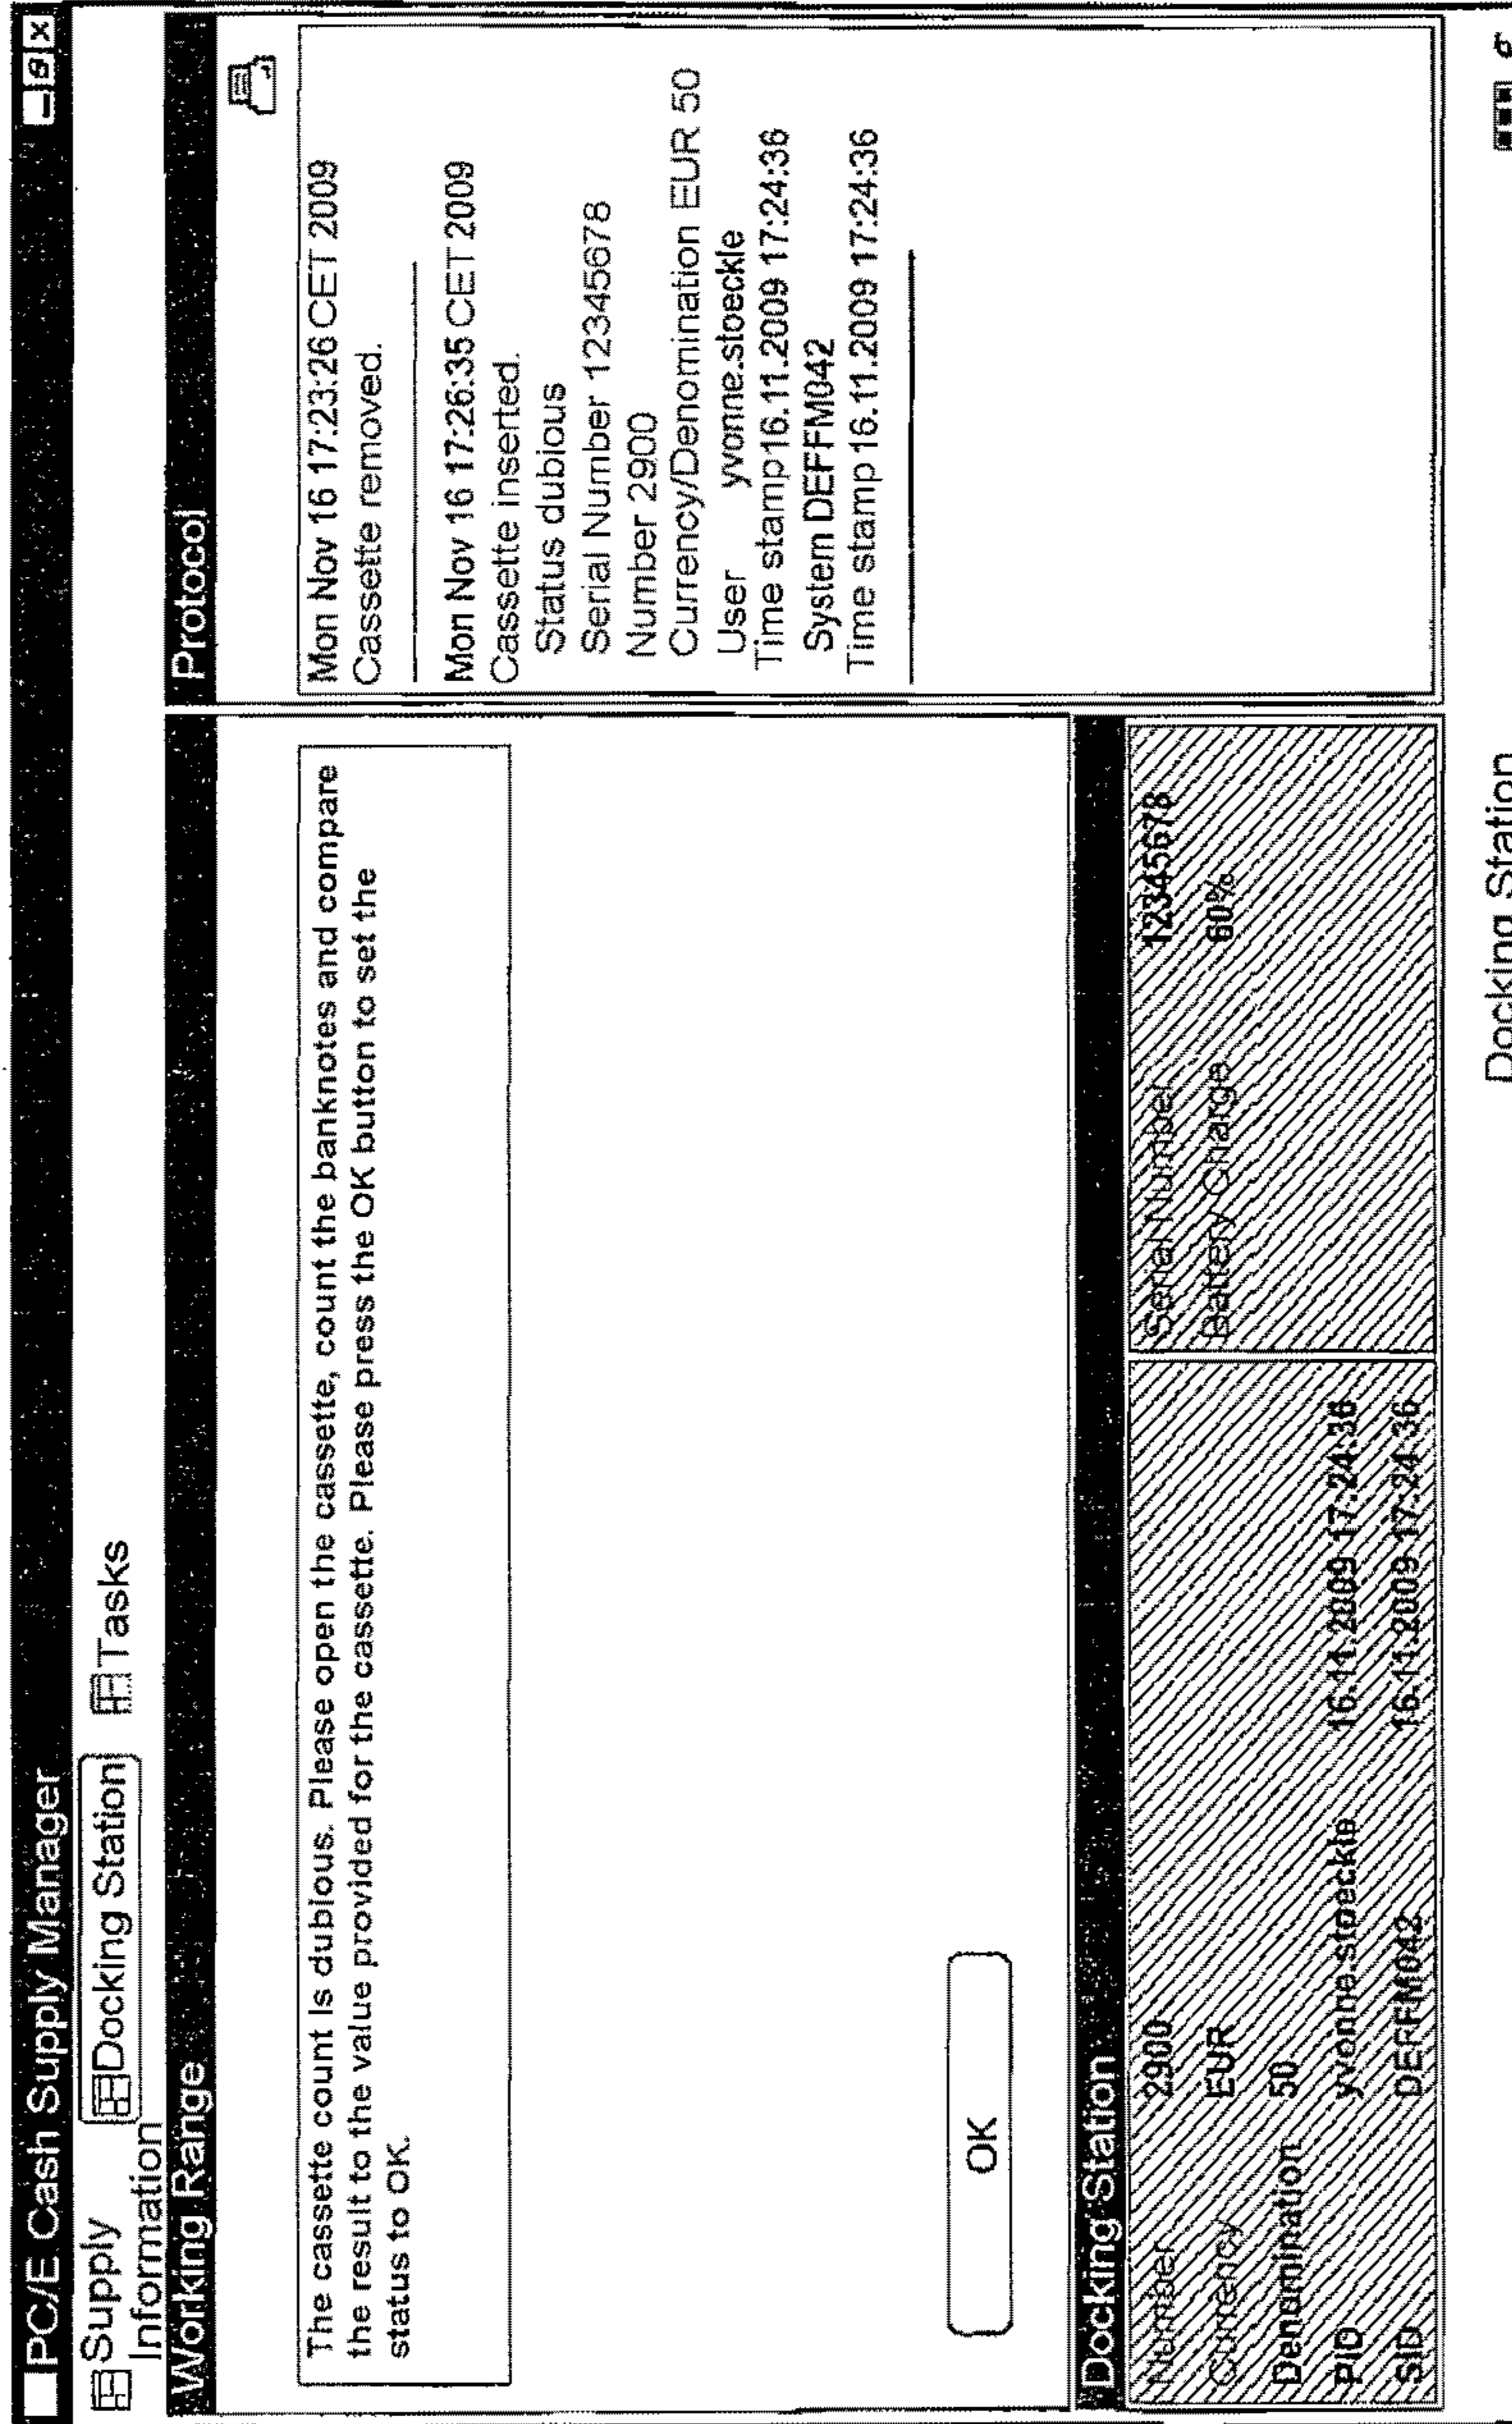 PC/E Cash Supply Manager
Supply Information
Docking Station
Tasks
Working Range
The cassette count is dubious. Please open the cassette, count the banknotes and compare
the result to the value provided for the cassette. Please press the OK button to set the
status to OK.
OK
Protocol
Mon Nov 16 17:23:26 CET 2009
Cassette removed.
Mon Nov 16 17:26:35 CET 2009
Cassette inserted.
Status dubious
Serial Number 12345678
Number 2900
Currency/Denomination EUR 50
User yvonne.stoeckle
Time stamp16.11.2009 17:24:36
System DEFFM042
Time stamp 16.11.2009 17:24:36
Docking Station
Number 2900
Currency EUR
Denomination 50
PID yvonne.stoeckle 16.11.2009 17:24:36
SID DEFFM042 16.11.2009 17:24:36
Serial Number 12345678
Battery Charge 60%
Docking Station